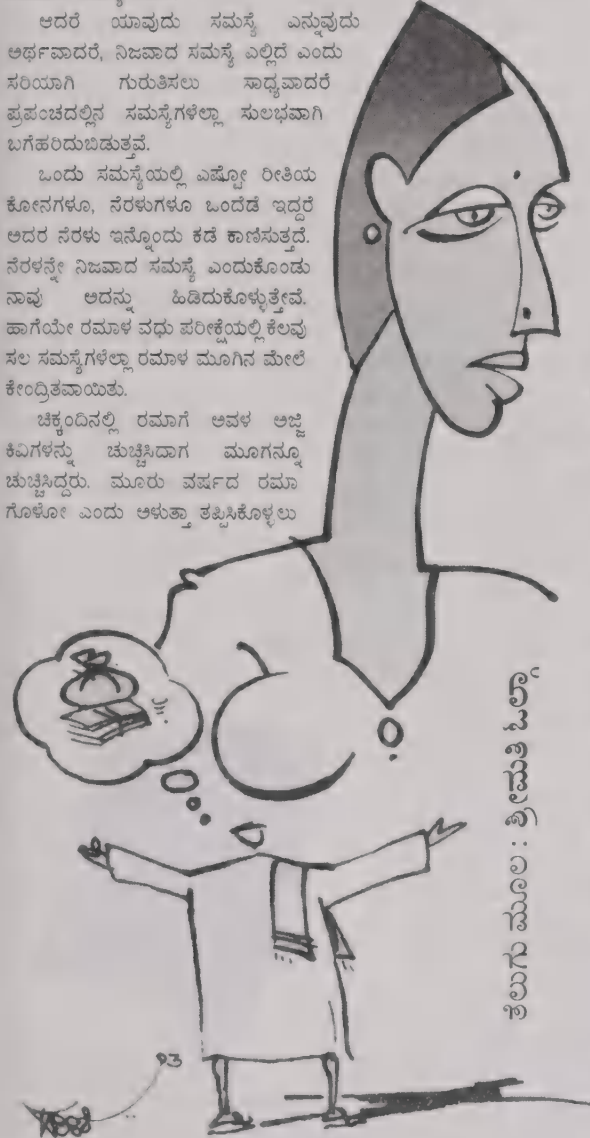 ಆದರೆ ಯಾವುದು ಸಮಸ್ಯೆ ಎನ್ನುವುದು
ಅರ್ಥವಾದರೆ, ನಿಜವಾದ ಸಮಸ್ಯೆ ಎಲ್ಲಿದೆ ಎಂದು
ಸರಿಯಾಗಿ ಗುರುತಿಸಲು ಸಾಧ್ಯವಾದರೆ
ಪ್ರಪಂಚದಲ್ಲಿನ ಸಮಸ್ಯೆಗಳೆಲ್ಲಾ ಸುಲಭವಾಗಿ
ಬಗೆಹರಿದುಬಿಡುತ್ತವೆ.
ಒಂದು ಸಮಸ್ಯೆಯಲ್ಲಿ ಎಷ್ಟೋ ರೀತಿಯ
ಕೋನಗಳೂ, ನೆರಳುಗಳೂ ಒಂದೆಡೆ ಇದ್ದರೆ
ಅದರ ನೆರಳು ಇನ್ನೊಂದು ಕಡೆ ಕಾಣಿಸುತ್ತದೆ.
ನೆರಳನ್ನೇ ನಿಜವಾದ ಸಮಸ್ಯೆ ಎಂದುಕೊಂಡು
ನಾವು ಅದನ್ನು ಹಿಡಿದುಕೊಳ್ಳುತ್ತೇವೆ.
ಹಾಗೆಯೇ ರಮಾಳ ವಧು ಪರೀಕ್ಷೆಯಲ್ಲಿ ಕೆಲವು
ಸಲ ಸಮಸ್ಯೆಗಳೆಲ್ಲಾ ರಮಾಳ ಮೂಗಿನ ಮೇಲೆ
ಕೇಂದ್ರಿತವಾಯಿತು.
ಚಿಕ್ಕಂದಿನಲ್ಲಿ ರಮಾಗೆ ಅವಳ ಅಜ್ಜಿ
ಕಿವಿಗಳನ್ನು ಚುಚ್ಚಿಸಿದಾಗ ಮೂಗನ್ನೂ
ಚುಚ್ಚಿಸಿದ್ದರು. ಮೂರು ವರ್ಷದ ರಮಾ
ಗೊಳೋ ಎಂದು ಅಳುತ್ತಾ ತಪ್ಪಿಸಿಕೊಳ್ಳಲು
ತೆಲುಗು ಮೂಲ : ಶ್ರೀಮತಿ ಓಲ್ಗಾ
೯೩